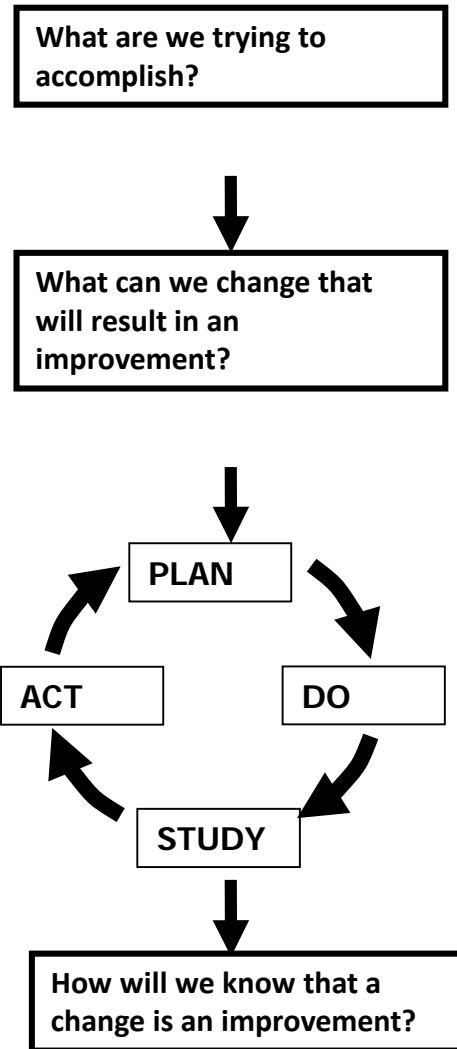 What are we trying to
accomplish?
What can we change that
will result in an
improvement?
PLAN
ACT
DO
STUDY
How will we know that a
change is an improvement?